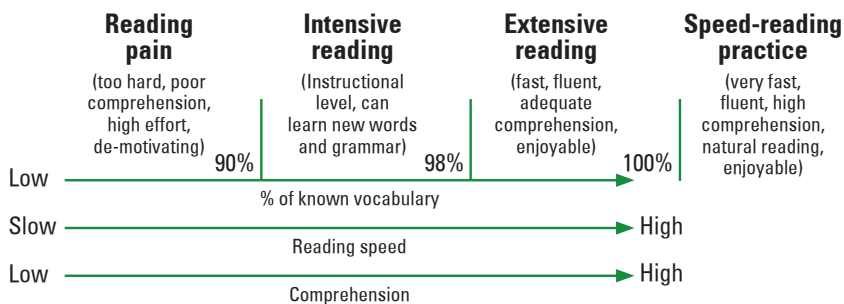 Reading
pain
(too hard, poor
comprehension,
high effort,
de-motivating)
Intensive
reading
(Instructional
level, can
learn new words
and grammar)
Extensive
reading
(fast, fluent,
adequate
comprehension,
enjoyable)
Speed-reading
practice
(very fast,
fluent, high
comprehension,
natural reading,
enjoyable)
90% 98% 100%
Low
% of known vocabulary
Slow High
Reading speed
Low High
Comprehension